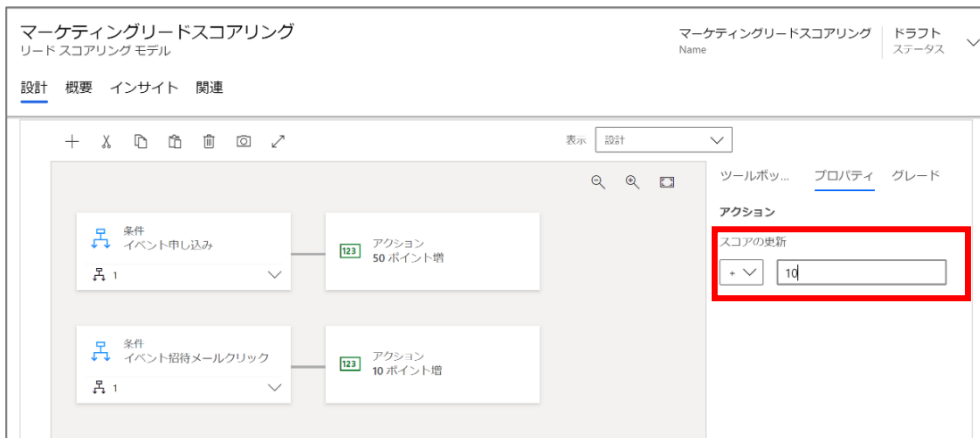 マーケティングリードスコアリング
リード スコアリング モデル
マーケティングリードスコアリング
Name
ドラフト
ステータス
設計 概要 インサイト 関連
表示 設計
ツールボッ... プロパティ グレード
アクション
スコアの更新
+ 10
条件
イベント申し込み
1
アクション
50 ポイント増
123
条件
イベント招待メールクリック
1
アクション
10 ポイント増
123